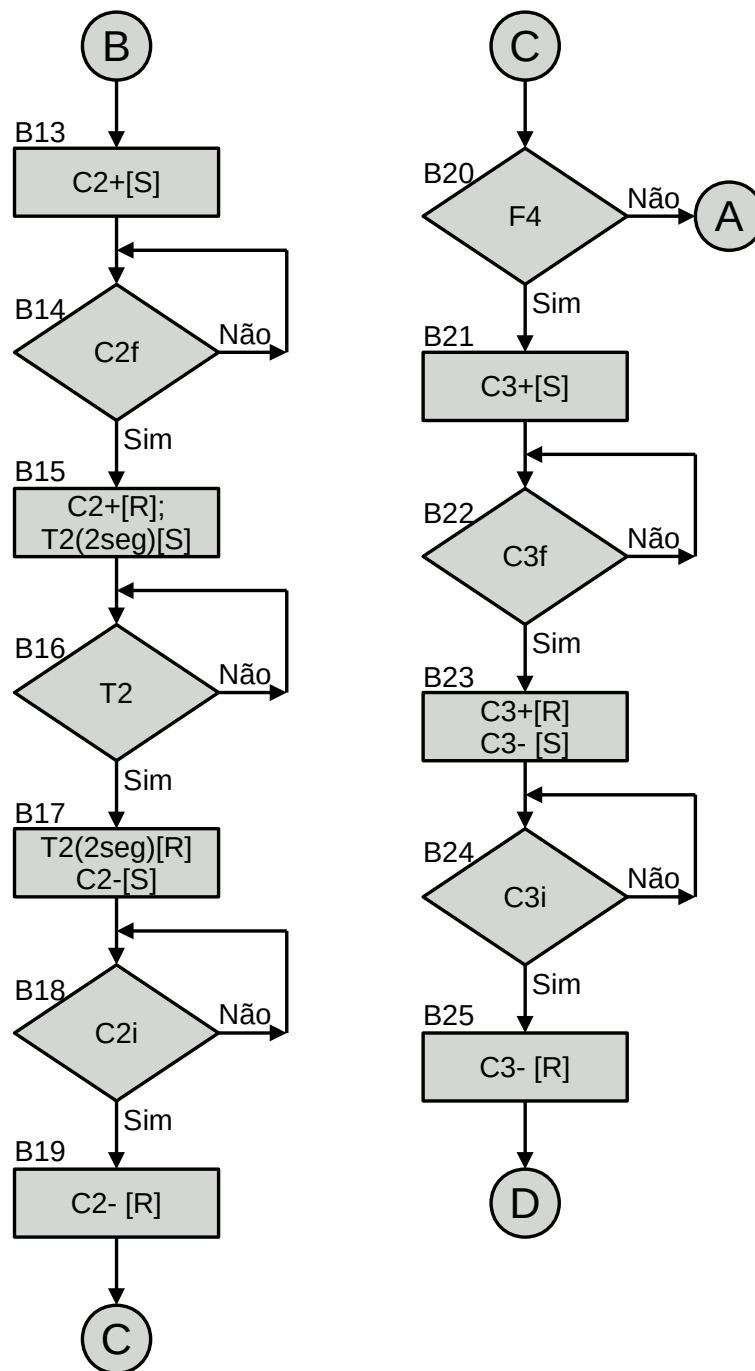 B
B13
C2+[S]
B14
C2f
Não
Sim
B15
C2+[R];
T2(2seg)[S]
B16
T2
Não
Sim
B17
T2(2seg)[R]
C2-[S]
B18
C2i
Não
Sim
B19
C2- [R]
C
C
B20
F4
Não
A
Sim
B21
C3+[S]
B22
C3f
Não
Sim
B23
C3+[R]
C3- [S]
B24
C3i
Não
Sim
B25
C3- [R]
D